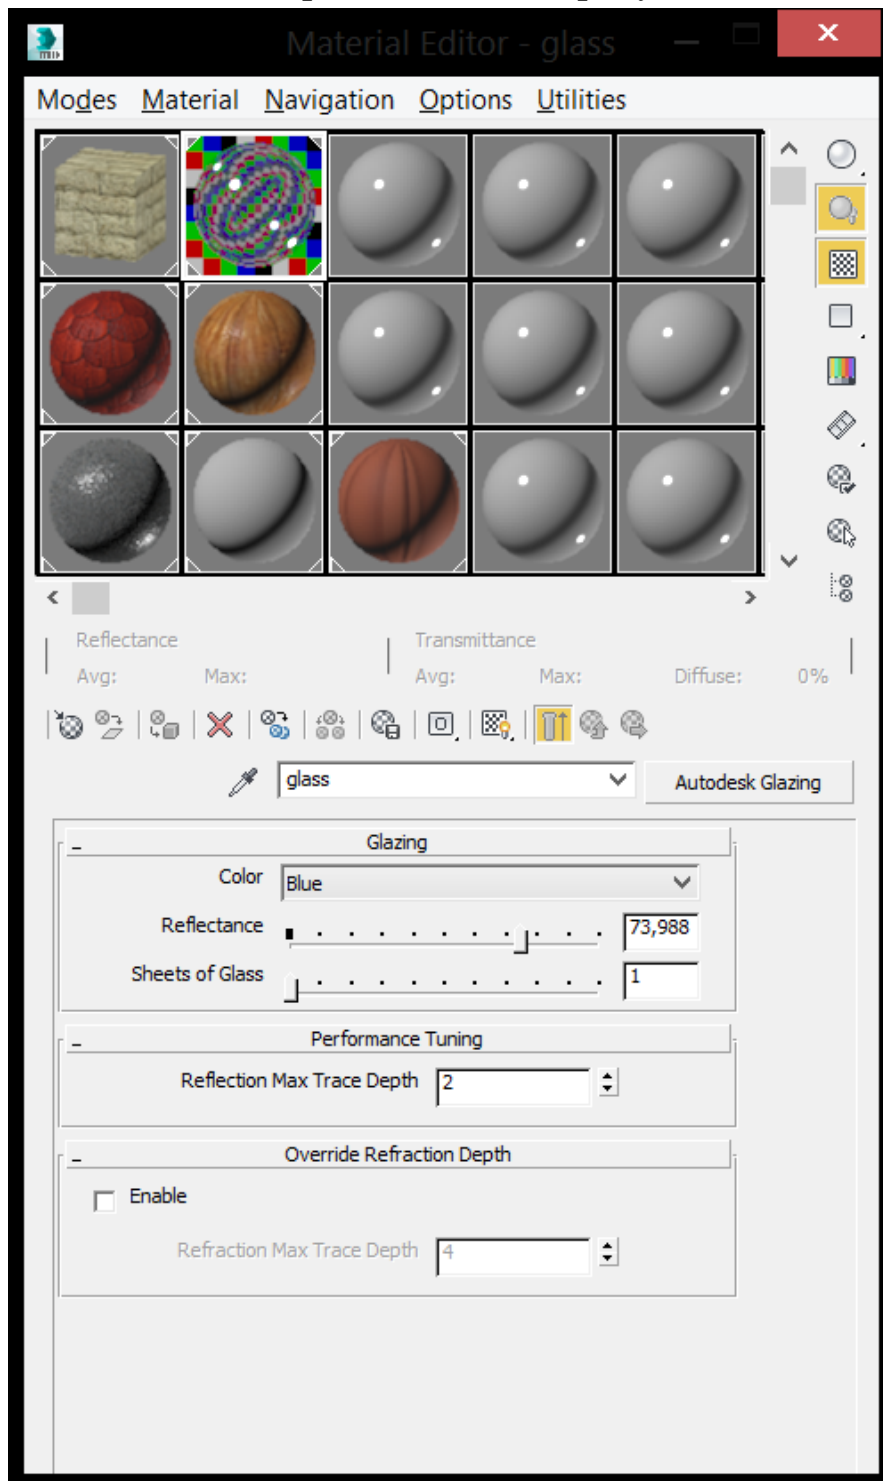 Material Editor - glass
Modes Material Navigation Options Utilities
Reflectance
Avg: Max:
Transmittance
Avg: Max: Diffuse: 0%
glass
Autodesk Glazing
Glazing
Color Blue
Reflectance 73,988
Sheets of Glass 1
Performance Tuning
Reflection Max Trace Depth 2
Override Refraction Depth
Enable
Refraction Max Trace Depth 4